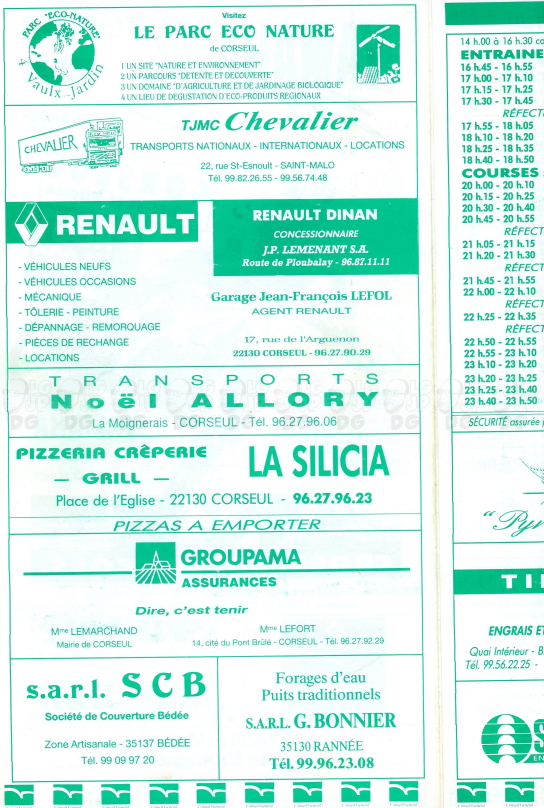 Visitez
LE PARC ECO NATURE
de CORSEUL
PARC "ECO-NATURE"
4 Vaulx-Jardin
1 UN SITE "NATURE ET ENVIRONNEMENT"
2 UN PARCOURS "DETENTE ET DECOUVERTE"
3 UN DOMAINE "D'AGRICULTURE ET DE JARDINAGE BIOLOGIQUE"
4 UN LIEU DE DEGUSTATION D'ECO-PRODUITS REGIONAUX
CHEVALIER
TJMC Chevalier
TRANSPORTS NATIONAUX - INTERNATIONAUX - LOCATIONS
22, rue St-Esnoult - SAINT-MALO
Tél. 99.82.26.55 - 99.56.74.48
RENAULT
RENAULT DINAN
CONCESSIONNAIRE
J.P. LEMENANT S.A.
Route de Ploubalay - 96.87.11.11
- VÉHICULES NEUFS
- VÉHICULES OCCASIONS
- MÉCANIQUE
- TÔLERIE - PEINTURE
- DÉPANNAGE - REMORQUAGE
- PIÈCES DE RECHANGE
- LOCATIONS
Garage Jean-François LEFOL
AGENT RENAULT
17, rue de l'Arguenon
22130 CORSEUL - 96.27.90.29
TRANSPORTS
Noël ALLORY
La Moignerais - CORSEUL - Tél. 96.27.96.06
PIZZERIA CRÊPERIE
— GRILL —
LA SILICIA
Place de l'Eglise - 22130 CORSEUL - 96.27.96.23
PIZZAS A EMPORTER
GROUPAMA
ASSURANCES
Dire, c'est tenir
Mme LEMARCHAND
Mairie de CORSEUL
Mme LEFORT
14, cité du Pont Brûlé - CORSEUL - Tél. 96.27.92.29
s.a.r.l. SCB
Société de Couverture Bédée
Zone Artisanale - 35137 BÉDÉE
Tél. 99 09 97 20
Forages d'eau
Puits traditionnels
S.A.R.L. G. BONNIER
35130 RANNÉE
Tél. 99.96.23.08
14 h.00 à 16 h.30 co
ENTRAINE
16 h.45 - 16 h.55
17 h.00 - 17 h.10
17 h.15 - 17 h.25
17 h.30 - 17 h.45
RÉFECT
17 h.55 - 18 h.05
18 h.10 - 18 h.20
18 h.25 - 18 h.35
18 h.40 - 18 h.50
COURSES
20 h.00 - 20 h.10
20 h.15 - 20 h.25
20 h.30 - 20 h.40
20 h.45 - 20 h.55
RÉFECT
21 h.05 - 21 h.15
21 h.20 - 21 h.30
RÉFECT
21 h.45 - 21 h.55
22 h.00 - 22 h.10
RÉFECT
22 h.25 - 22 h.35
RÉFECT
22 h.50 - 22 h.55
22 h.55 - 23 h.10
23 h.10 - 23 h.20
23 h.20 - 23 h.25
23 h.25 - 23 h.40
23 h.40 - 23 h.50
SÉCURITÉ assurée
TI
ENGRAIS ET
Quai Intérieur - B
Tél. 99.56.22.25 -